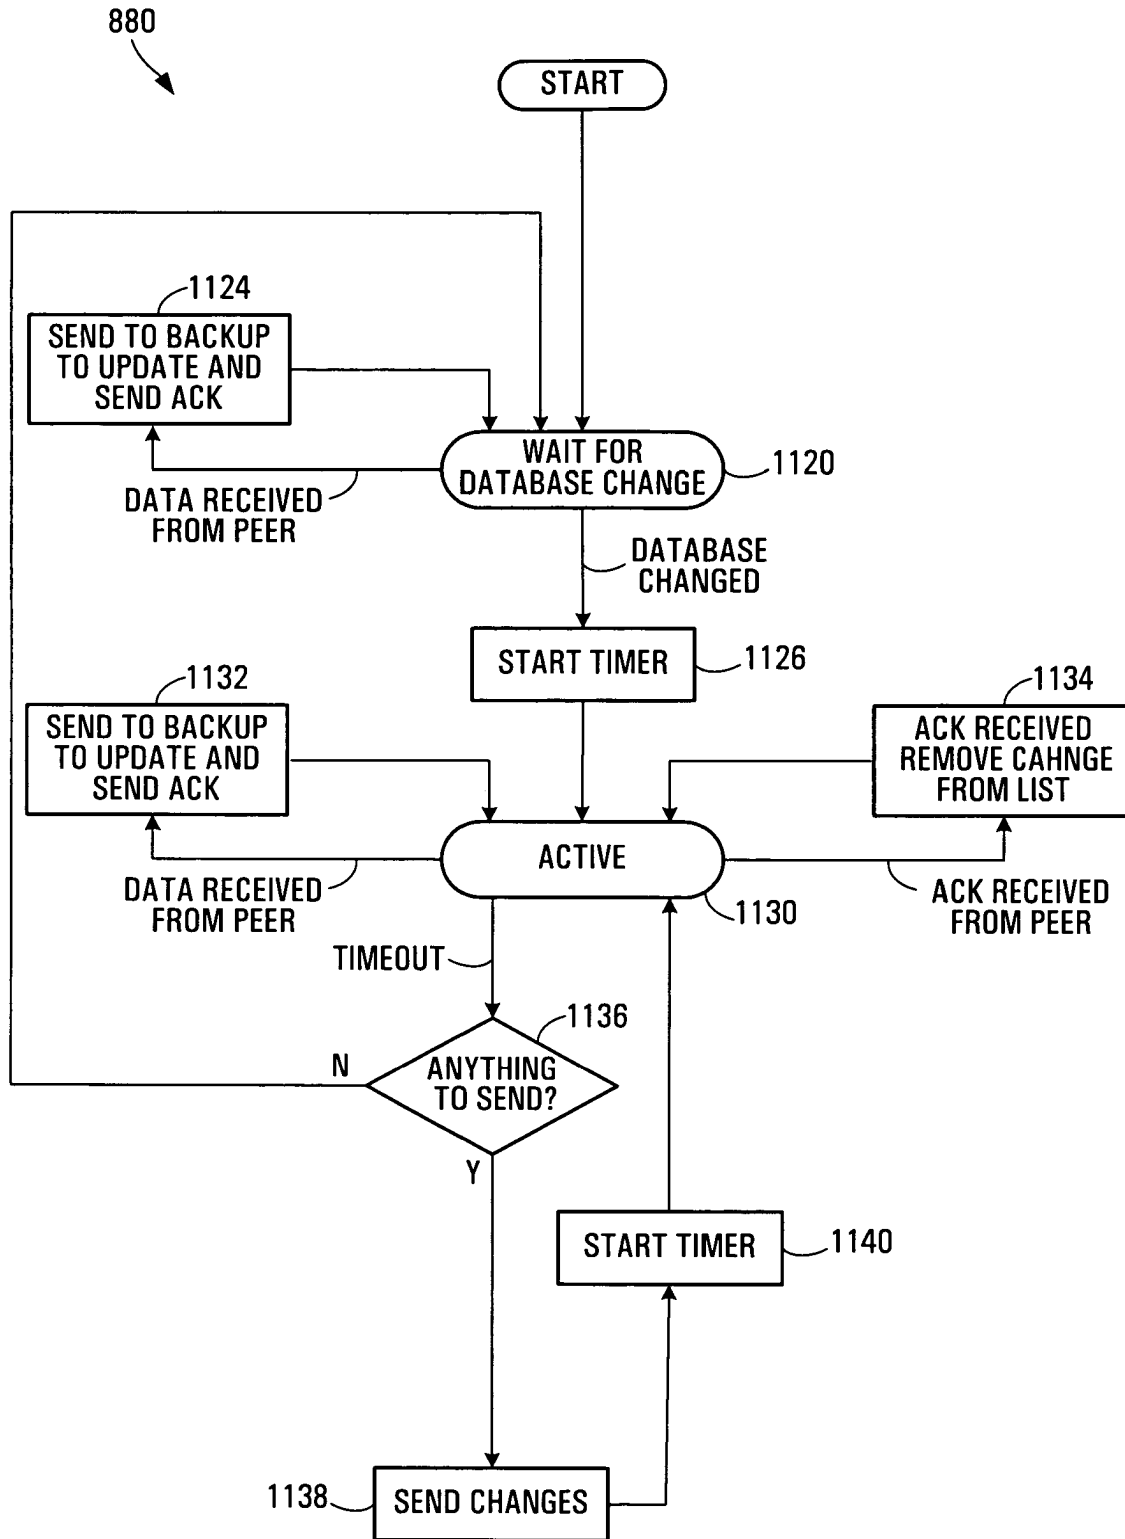 880
START
1124
SEND TO BACKUP
TO UPDATE AND
SEND ACK
WAIT FOR
DATABASE CHANGE
1120
DATA RECEIVED
FROM PEER
DATABASE
CHANGED
START TIMER
1126
1132
SEND TO BACKUP
TO UPDATE AND
SEND ACK
1134
ACK RECEIVED
REMOVE CAHNGE
FROM LIST
ACTIVE
1130
DATA RECEIVED
FROM PEER
ACK RECEIVED
FROM PEER
TIMEOUT
1136
N
ANYTHING
TO SEND?
Y
START TIMER
1140
1138
SEND CHANGES